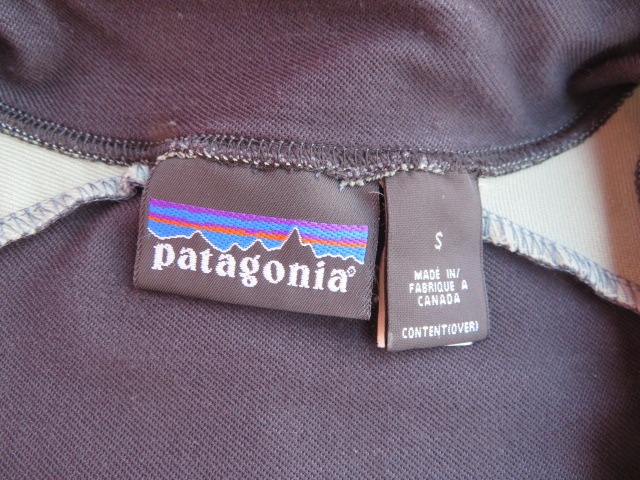 patagonia®
S
MADE IN/
FABRIQUE A
CANADA
CONTENT(OVER)